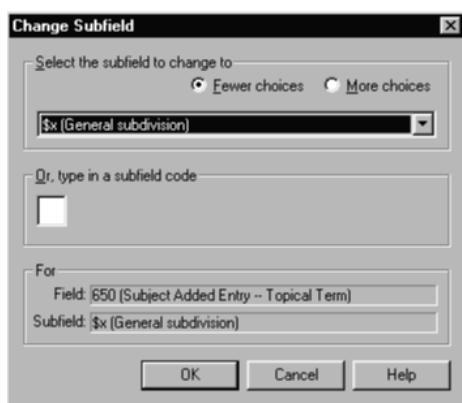 Change Subfield
Select the subfield to change to
Fewer choices More choices
$x (General subdivision)
Or, type in a subfield code
For
Field: 650 (Subject Added Entry -- Topical Term)
Subfield: $x (General subdivision)
OK Cancel Help